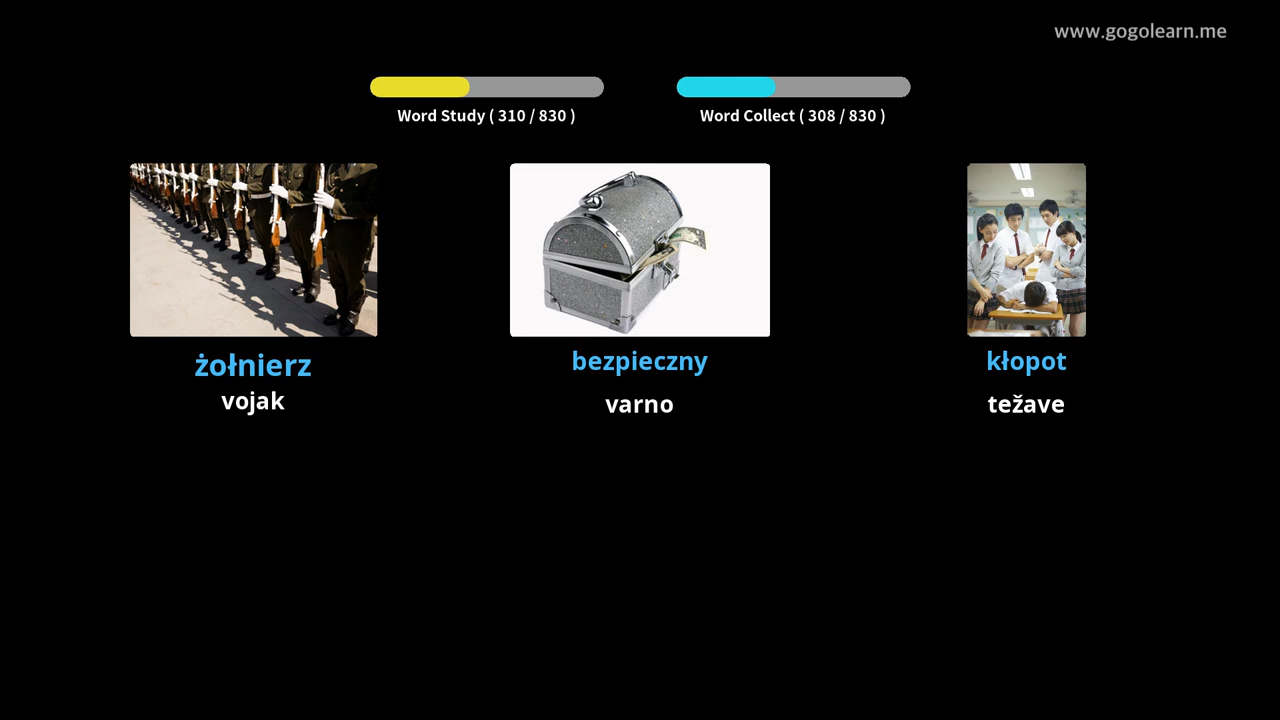 www.gogolearn.me
Word Study ( 310 / 830 )
Word Collect ( 308 / 830 )
żołnierz
vojak
bezpieczny
varno
kłopot
težave